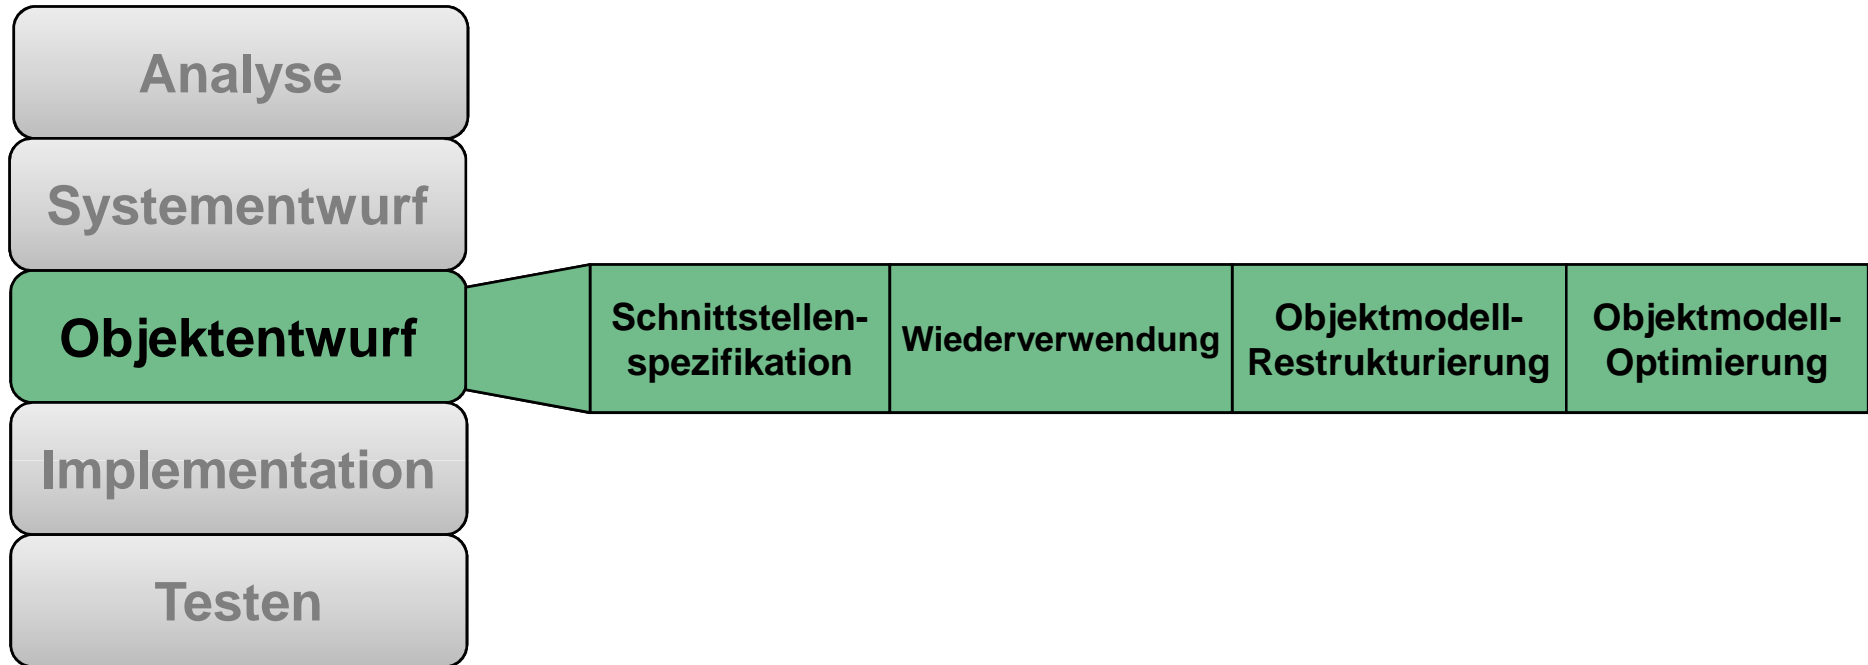 Analyse
Systementwurf
Objektentwurf
Schnittstellen-
spezifikation
Wiederverwendung
Objektmodell-
Restrukturierung
Objektmodell-
Optimierung
Implementation
Testen